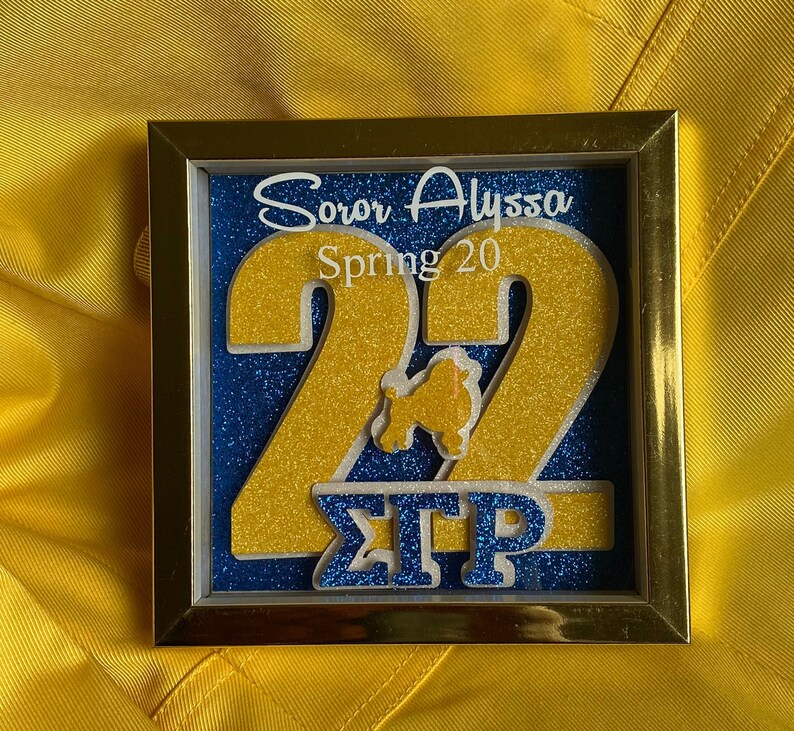 Soror Alyssa
Spring 20
22
ΣΓΡ